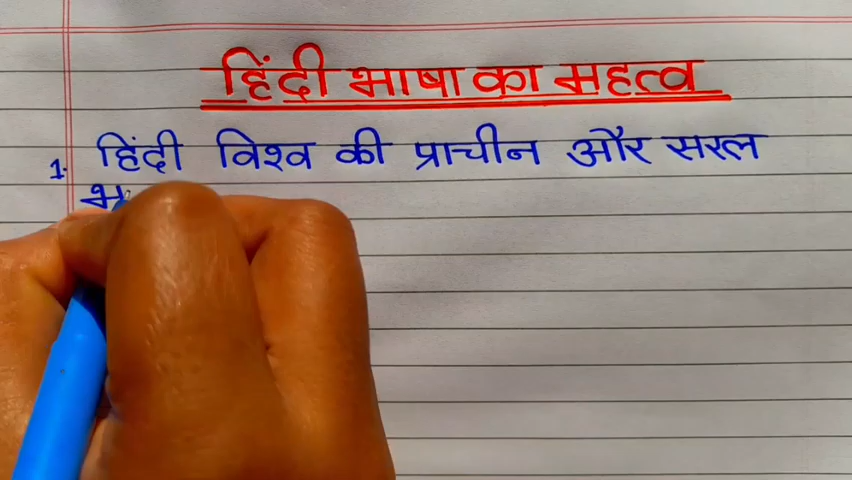 हिंदी भाषा का महत्व
1. हिंदी विश्व की प्राचीन और सरल